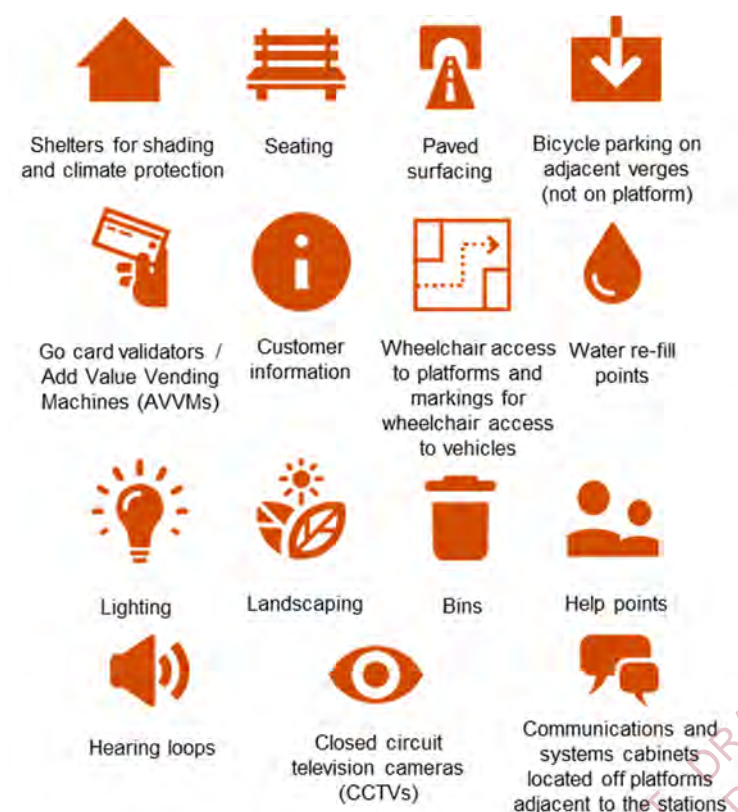 Shelters for shading
and climate protection
Seating
Paved
surfacing
Bicycle parking on
adjacent verges
(not on platform)
Go card validators /
Add Value Vending
Machines (AVVMs)
Customer
information
Wheelchair access
to platforms and
markings for
wheelchair access
to vehicles
Water re-fill
points
Lighting
Landscaping
Bins
Help points
Hearing loops
Closed circuit
television cameras
(CCTVs)
Communications and
systems cabinets
located off platforms
adjacent to the stations